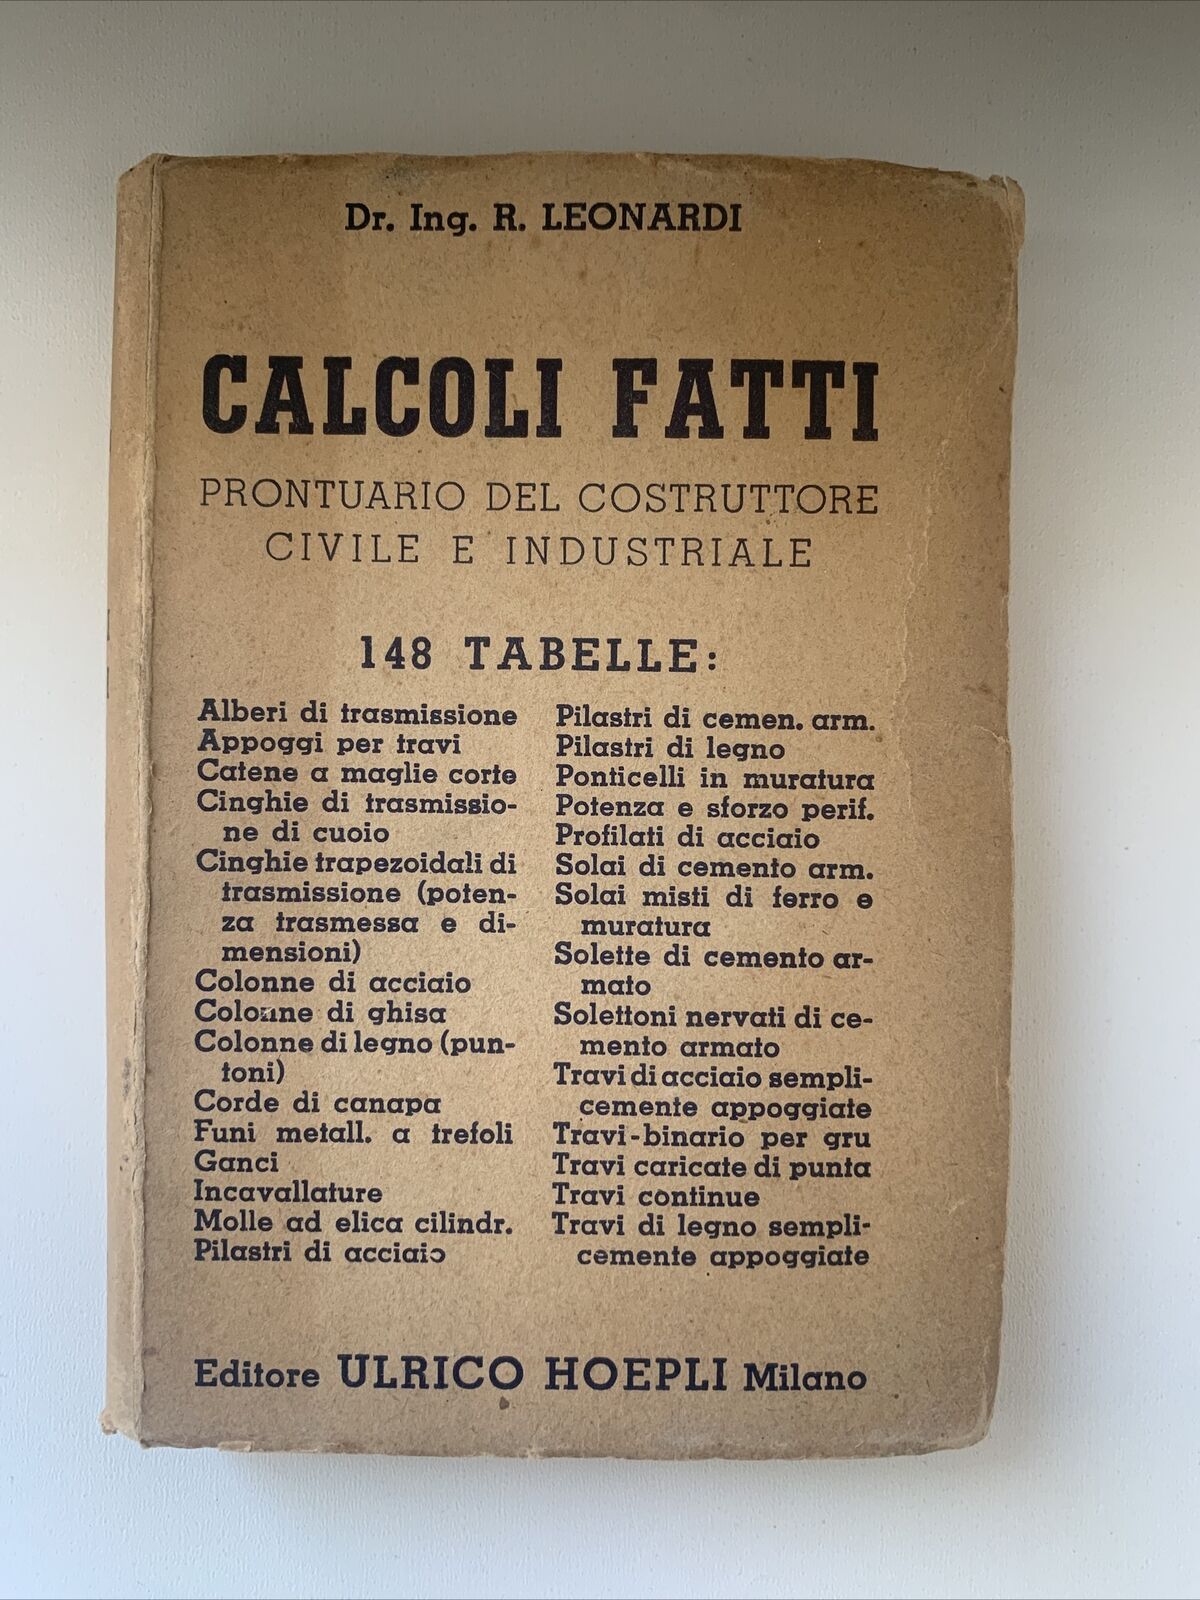 Dr. Ing. R. LEONARDI
CALCOLI FATTI
PRONTUARIO DEL COSTRUTTORE
CIVILE E INDUSTRIALE
148 TABELLE:
Alberi di trasmissione
Appoggi per travi
Catene a maglie corte
Cinghie di trasmissio-
ne di cuoio
Cinghie trapezoidali di
trasmissione (poten-
za trasmessa e di-
mensioni)
Colonne di acciaio
Colonne di ghisa
Colonne di legno (pun-
toni)
Corde di canapa
Funi metall. a trefoli
Ganci
Incavallature
Molle ad elica cilindr.
Pilastri di acciaio
Pilastri di cemen. arm.
Pilastri di legno
Ponticelli in muratura
Potenza e sforzo perif.
Profilati di acciaio
Solai di cemento arm.
Solai misti di ferro e
muratura
Solette di cemento ar-
mato
Solettoni nervati di ce-
mento armato
Travi di acciaio sempli-
cemente appoggiate
Travi-binario per gru
Travi caricate di punta
Travi continue
Travi di legno sempli-
cemente appoggiate
Editore ULRICO HOEPLI Milano